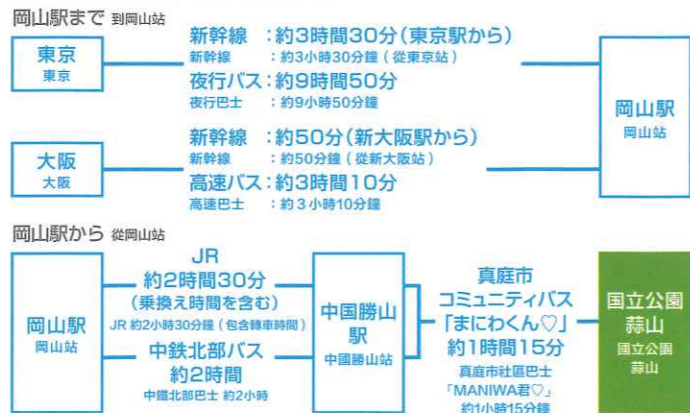 岡山駅まで 到岡山站
東京
東京
新幹線 :約3時間30分(東京駅から)
新幹線 :約3小時30分鐘(從東京站)
夜行バス:約9時間50分
夜行巴士 :約9小時50分鐘
大阪
大阪
新幹線 :約50分(新大阪駅から)
新幹線 :約50分鐘(從新大阪站)
高速バス:約3時間10分
高速巴士 :約3小時10分鐘
岡山駅
岡山站
岡山駅から 從岡山站
岡山駅
岡山站
JR
約2時間30分
(乗換え時間を含む)
JR 約2小時30分鐘(包含轉車時間)
中鉄北部バス
約2時間
中鐵北部巴士 約2小時
中国勝山
駅
中國勝山站
真庭市
コミュニティバス
「まにわくん♡」
約1時間15分
真庭市社區巴士
「MANIWA君♡」
約1小時15分鐘
国立公園
蒜山
國立公園
蒜山